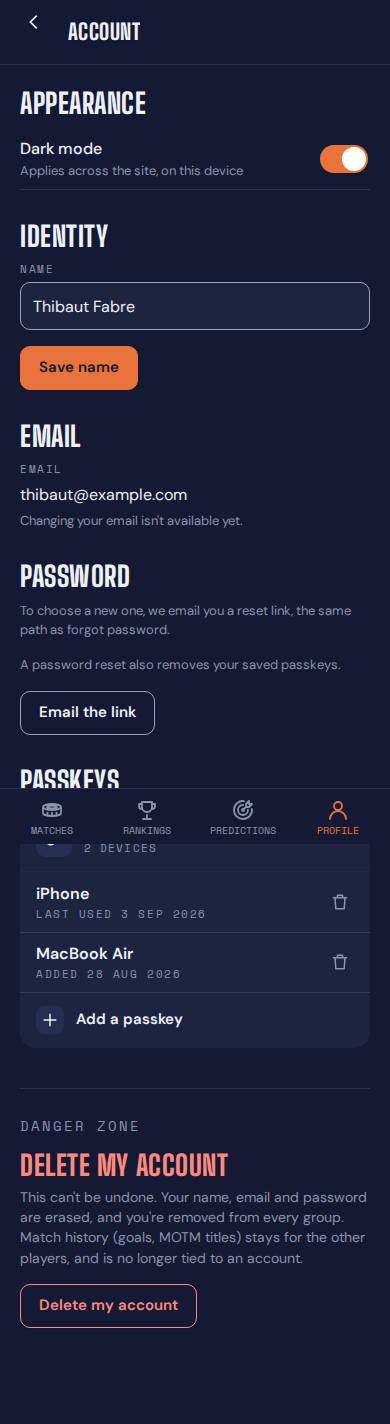 ACCOUNT
APPEARANCE
Dark mode
Applies across the site, on this device
IDENTITY
NAME
Thibaut Fabre
Save name
EMAIL
EMAIL
thibaut@example.com
Changing your email isn't available yet.
PASSWORD
To choose a new one, we email you a reset link, the same
path as forgot password.
A password reset also removes your saved passkeys.
Email the link
PASSKEYS
MATCHES
RANKINGS
PREDICTIONS
PROFILE
2 DEVICES
iPhone
LAST USED 3 SEP 2026
MacBook Air
ADDED 28 AUG 2026
Add a passkey
DANGER ZONE
DELETE MY ACCOUNT
This can't be undone. Your name, email and password
are erased, and you're removed from every group.
Match history (goals, MOTM titles) stays for the other
players, and is no longer tied to an account.
Delete my account